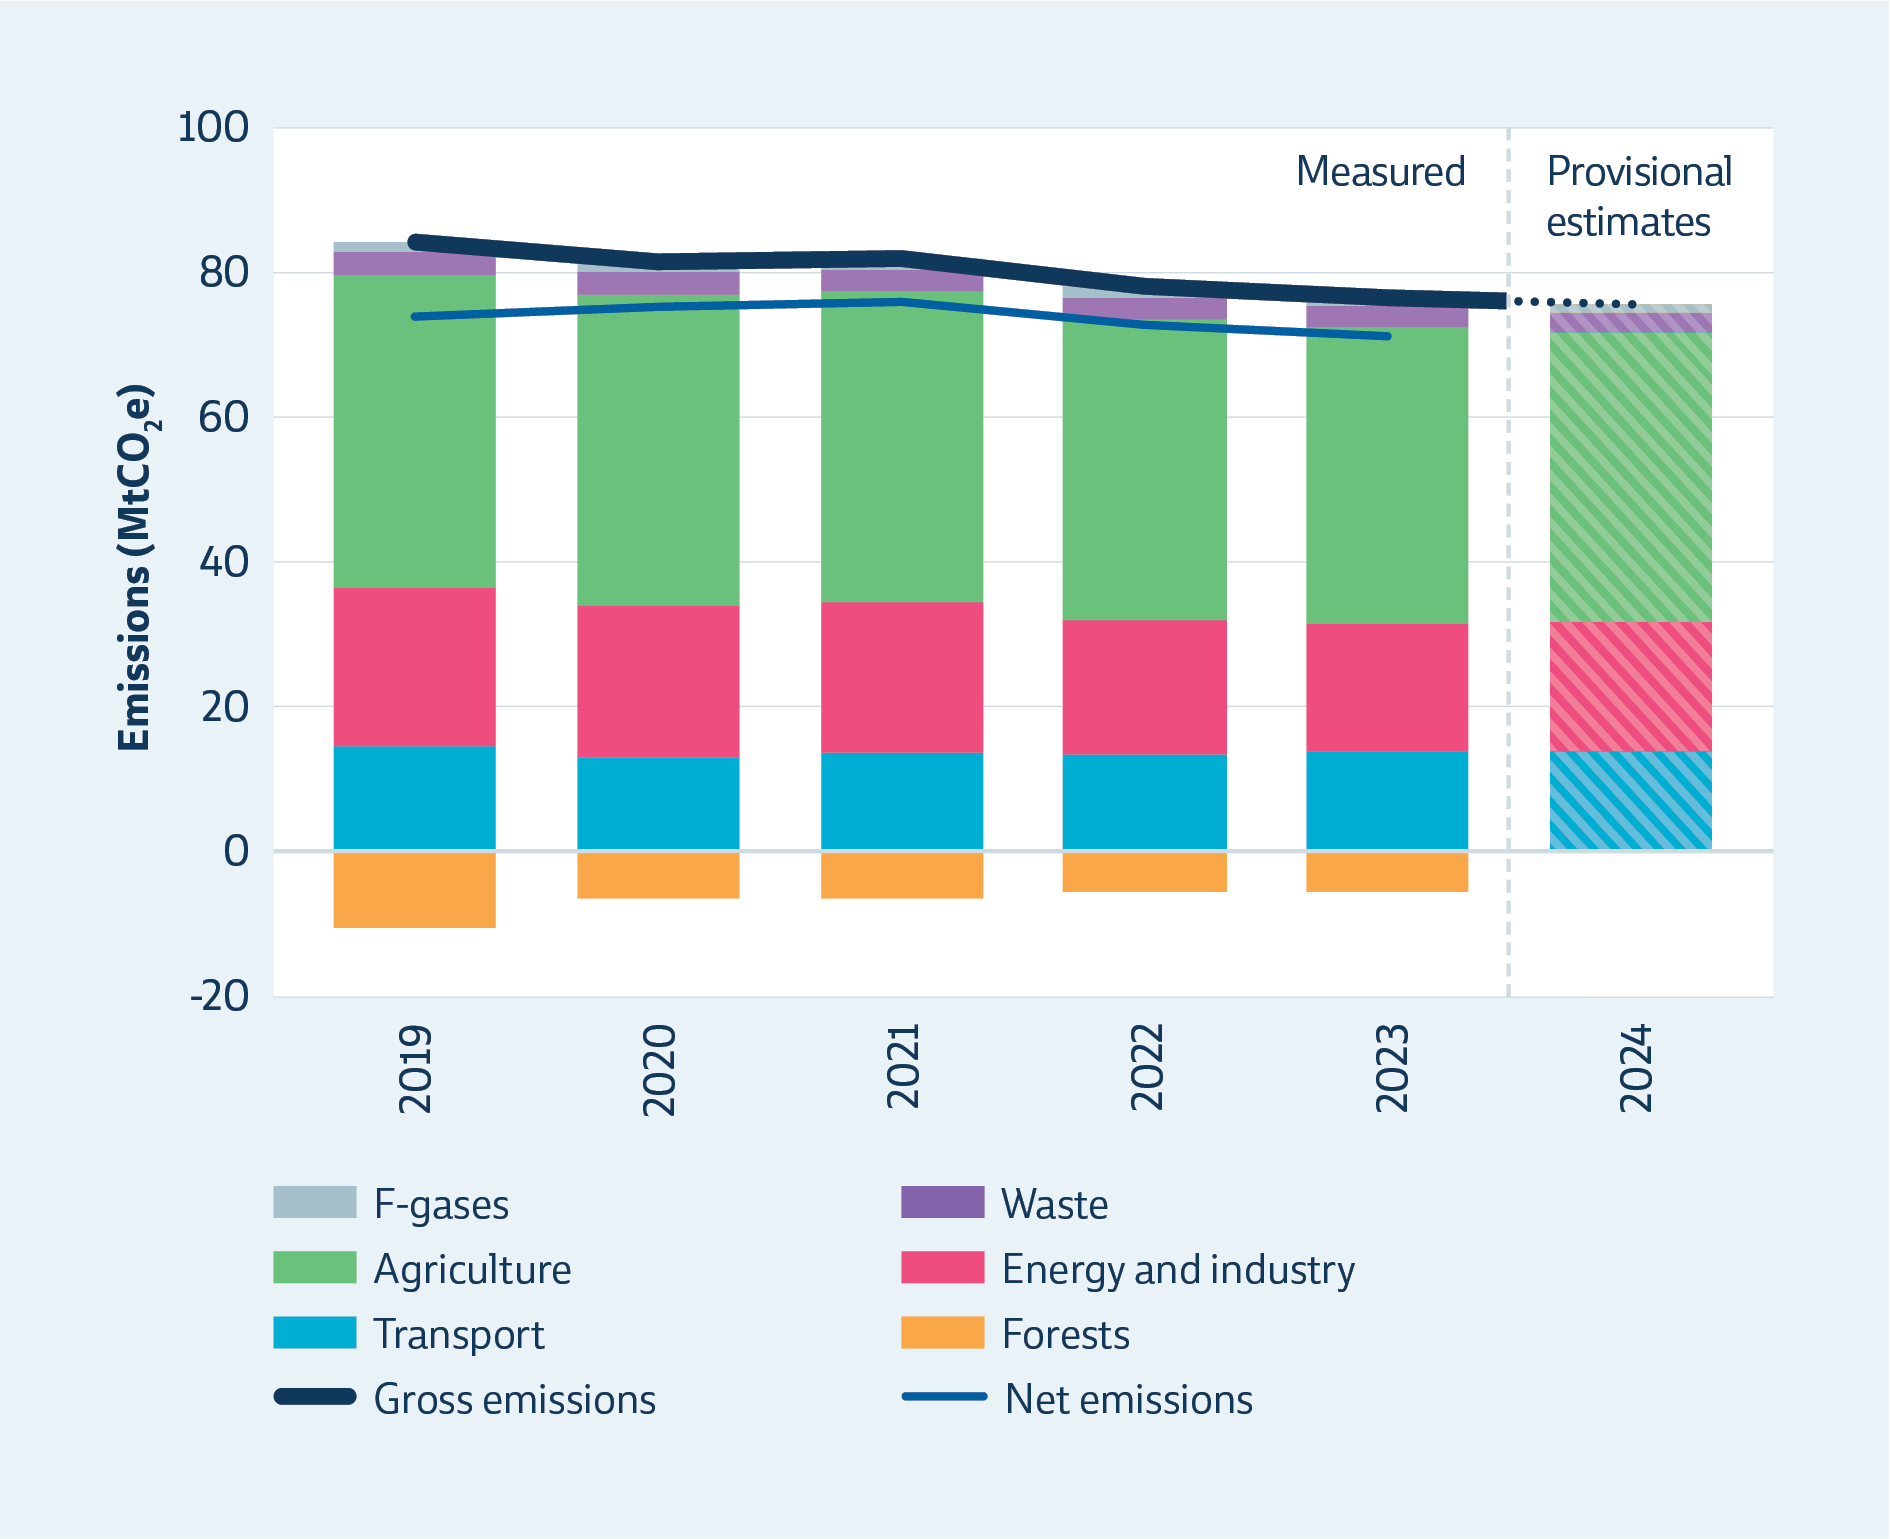 100
80
60
40
20
0
-20
Emissions (MtCO₂e)
Measured
Provisional
estimates
2019
2020
2021
2022
2023
2024
F-gases
Waste
Agriculture
Energy and industry
Transport
Forests
Gross emissions
Net emissions